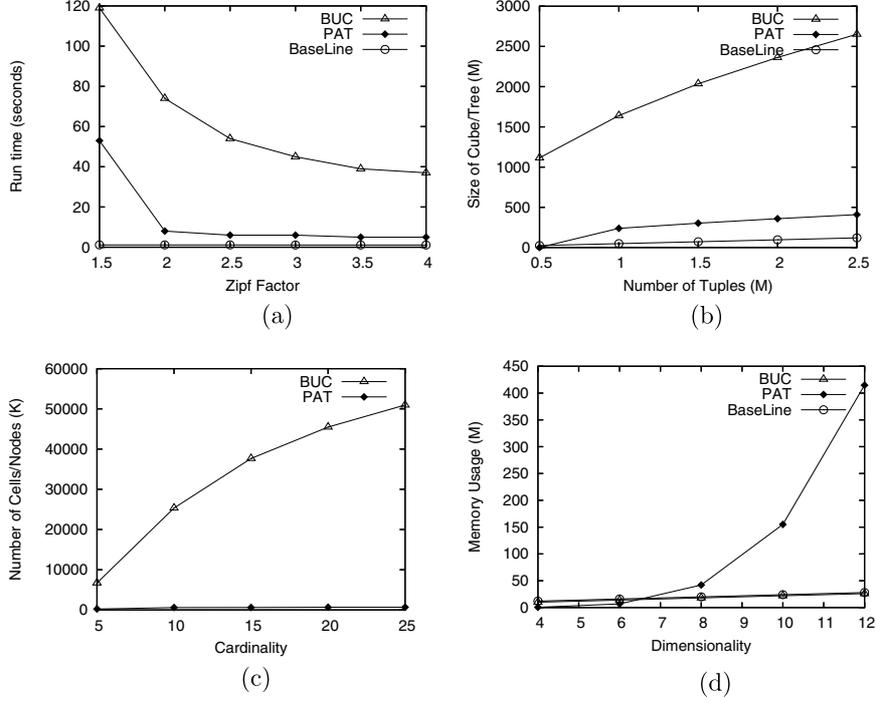 120
100
80
60
40
20
0
Run time (seconds)
BUC
PAT
BaseLine
1.5 2 2.5 3 3.5 4
Zipf Factor
(a)
3000
2500
2000
1500
1000
500
0
Size of Cube/Tree (M)
BUC
PAT
BaseLine
0.5 1 1.5 2 2.5
Number of Tuples (M)
(b)
60000
50000
40000
30000
20000
10000
0
Number of Cells/Nodes (K)
BUC
PAT
5 10 15 20 25
Cardinality
(c)
450
400
350
300
250
200
150
100
50
0
Memory Usage (M)
BUC
PAT
BaseLine
4 5 6 7 8 9 10 11 12
Dimensionality
(d)